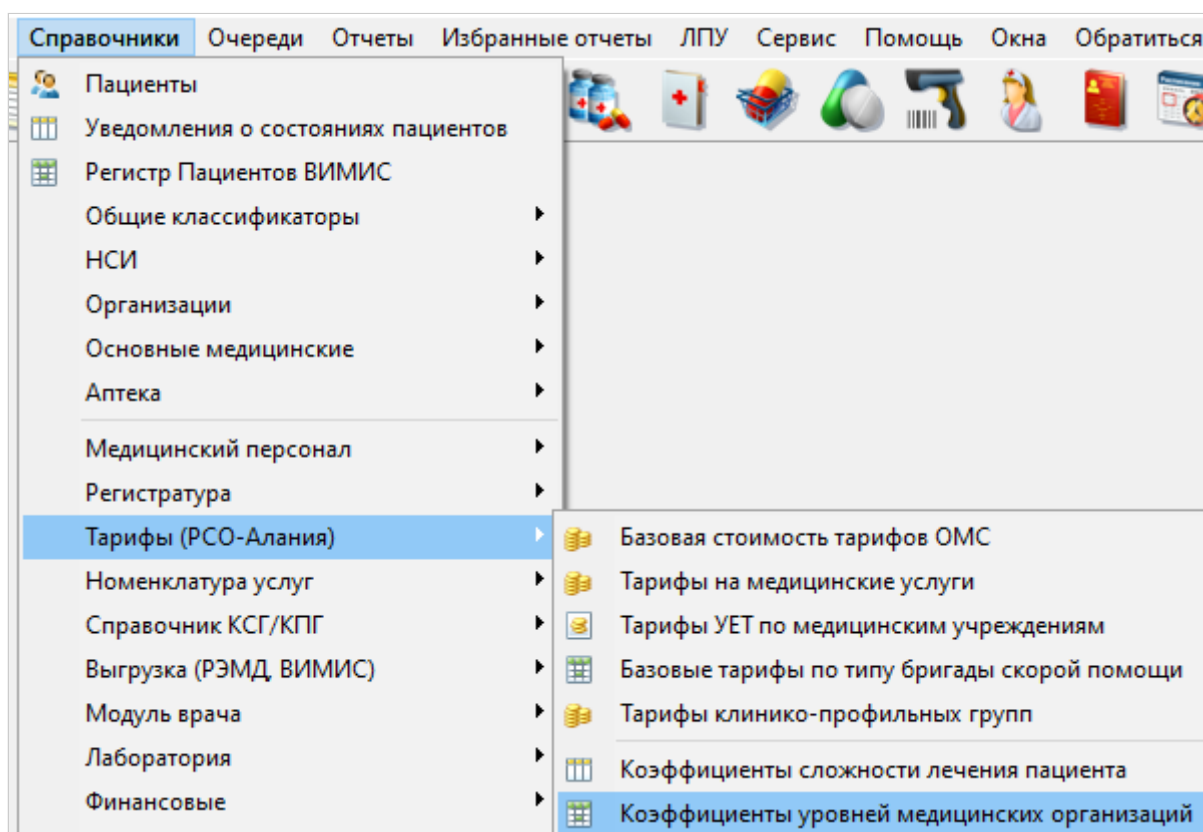 Справочники Очереди Отчеты Избранные отчеты ЛПУ Сервис Помощь Окна Обратиться
Пациенты
Уведомления о состояниях пациентов
Регистр Пациентов ВИМИС
Общие классификаторы
НСИ
Организации
Основные медицинские
Аптека
Медицинский персонал
Регистратура
Тарифы (РСО-Алания)
Номенклатура услуг
Справочник КСГ/КПГ
Выгрузка (РЭМД, ВИМИС)
Модуль врача
Лаборатория
Финансовые
Базовая стоимость тарифов ОМС
Тарифы на медицинские услуги
Тарифы УЕТ по медицинским учреждениям
Базовые тарифы по типу бригады скорой помощи
Тарифы клинико-профильных групп
Коэффициенты сложности лечения пациента
Коэффициенты уровней медицинских организаций